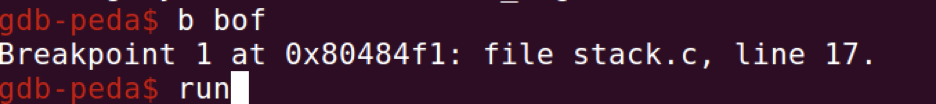 gdb-peda$ b bof
Breakpoint 1 at 0x80484f1: file stack.c, line 17.
gdb-peda$ run